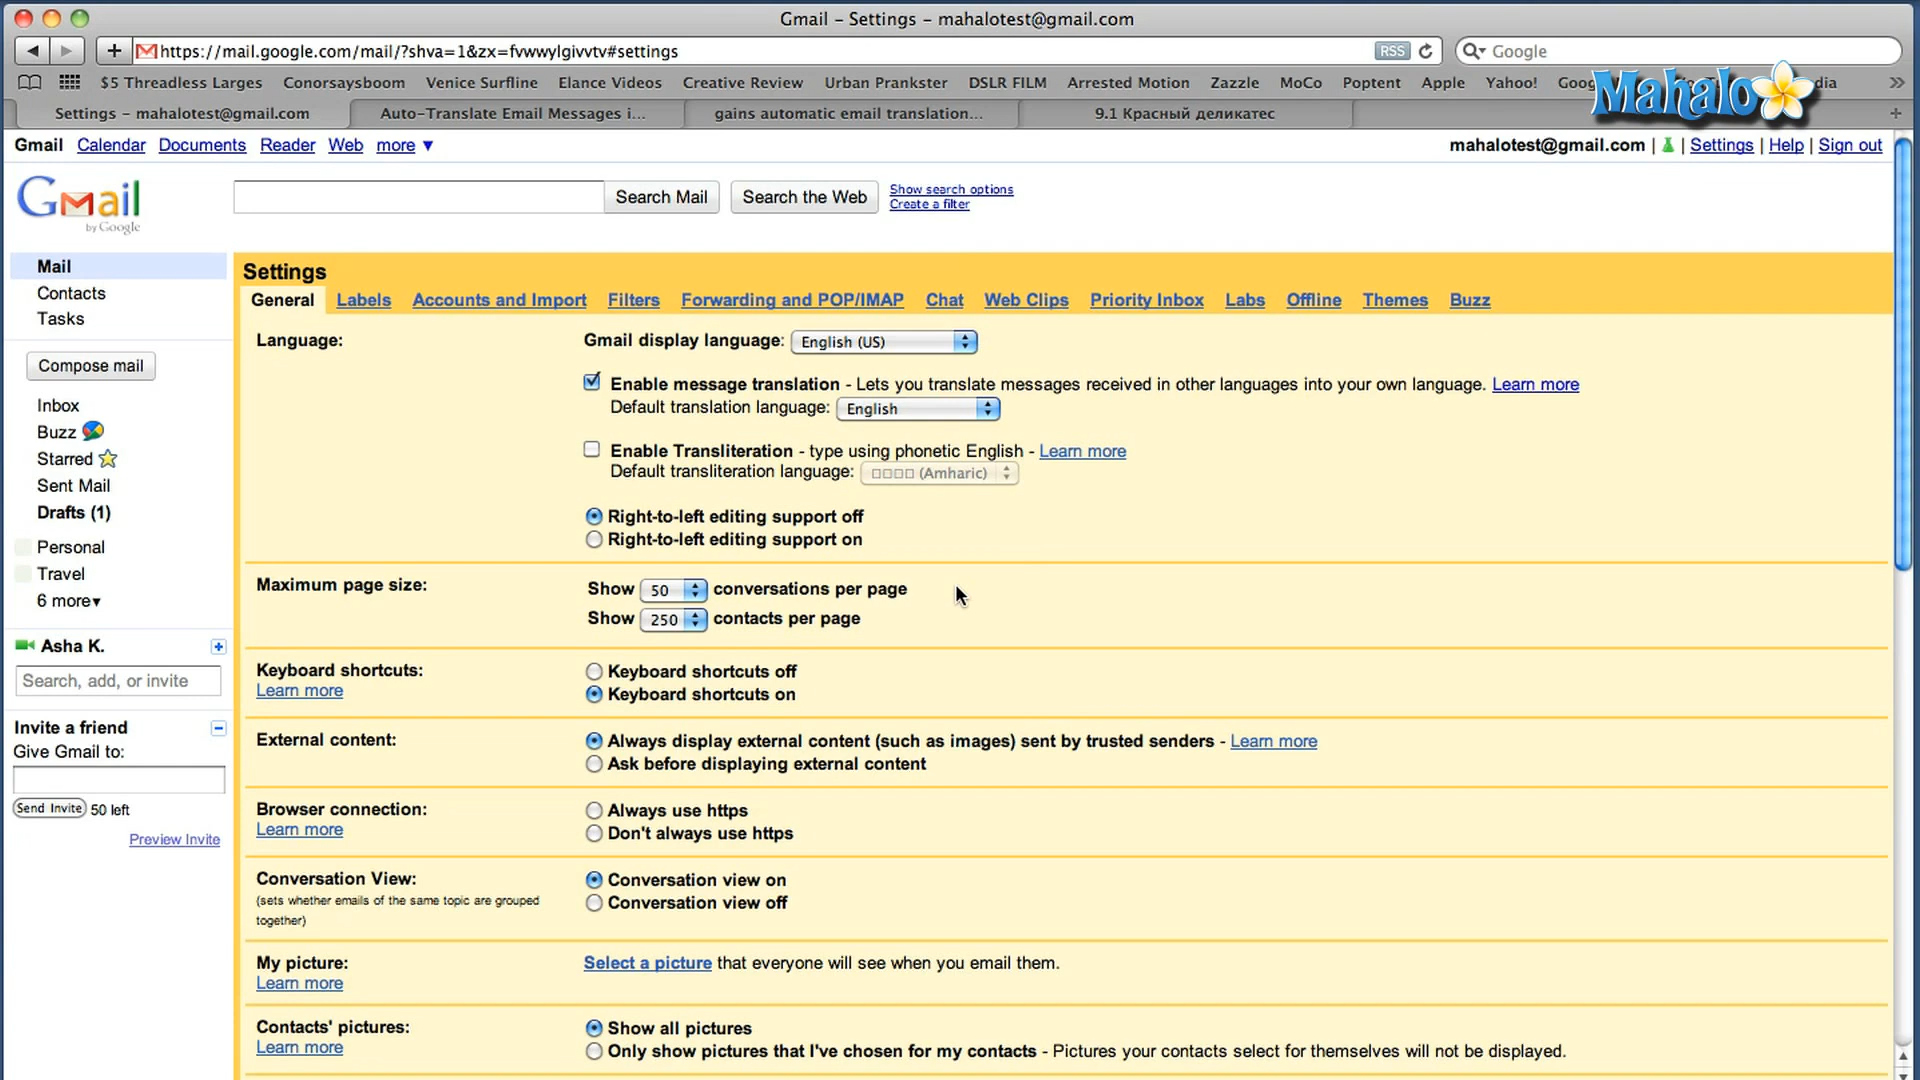 Gmail – Settings – mahalotest@gmail.com
https://mail.google.com/mail/?shva=1&zx=fvwwylgivvtv#settings
RSS
Google
$5 Threadless Larges Conorsaysboom Venice Surfline Elance Videos Creative Review Urban Prankster DSLR FILM Arrested Motion Zazzle MoCo Poptent Apple Yahoo!
Mahalo
Settings – mahalotest@gmail.com
Auto-Translate Email Messages i...
gains automatic email translation...
9.1 Красный деликатес
Gmail Calendar Documents Reader Web more ▼
mahalotest@gmail.com | | Settings | Help | Sign out
Gmail
by Google
Search Mail
Search the Web
Show search options
Create a filter
Mail
Contacts
Tasks
Compose mail
Inbox
Buzz
Starred
Sent Mail
Drafts (1)
Personal
Travel
6 more▼
Asha K.
Search, add, or invite
Invite a friend
Give Gmail to:
Send Invite 50 left
Preview Invite
Settings
General Labels Accounts and Import Filters Forwarding and POP/IMAP Chat Web Clips Priority Inbox Labs Offline Themes Buzz
Language:
Gmail display language: English (US)
Enable message translation - Lets you translate messages received in other languages into your own language. Learn more
Default translation language: English
Enable Transliteration - type using phonetic English - Learn more
Default transliteration language: □□□□ (Amharic)
Right-to-left editing support off
Right-to-left editing support on
Maximum page size:
Show 50 conversations per page
Show 250 contacts per page
Keyboard shortcuts:
Learn more
Keyboard shortcuts off
Keyboard shortcuts on
External content:
Always display external content (such as images) sent by trusted senders - Learn more
Ask before displaying external content
Browser connection:
Learn more
Always use https
Don't always use https
Conversation View:
(sets whether emails of the same topic are grouped
together)
Conversation view on
Conversation view off
My picture:
Learn more
Select a picture that everyone will see when you email them.
Contacts' pictures:
Learn more
Show all pictures
Only show pictures that I've chosen for my contacts - Pictures your contacts select for themselves will not be displayed.